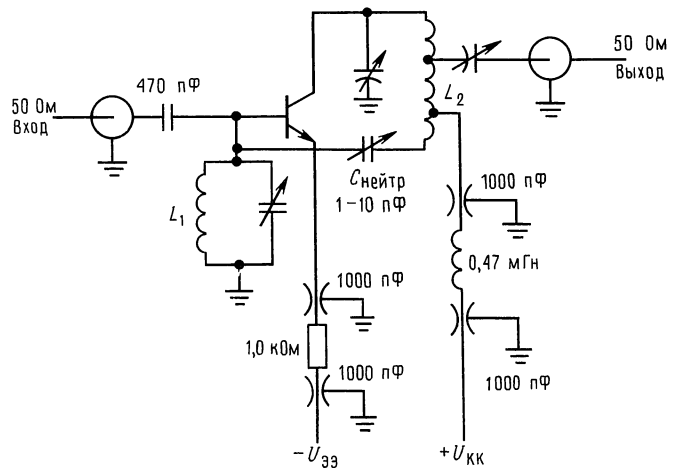 50 Ом
Вход
470 пФ
50 Ом
Выход
L₂
Cнейтр
1–10 пФ
L₁
1000 пФ
0,47 мГн
1000 пФ
1000 пФ
1,0 кОм
1000 пФ
−Uээ
+Uкк